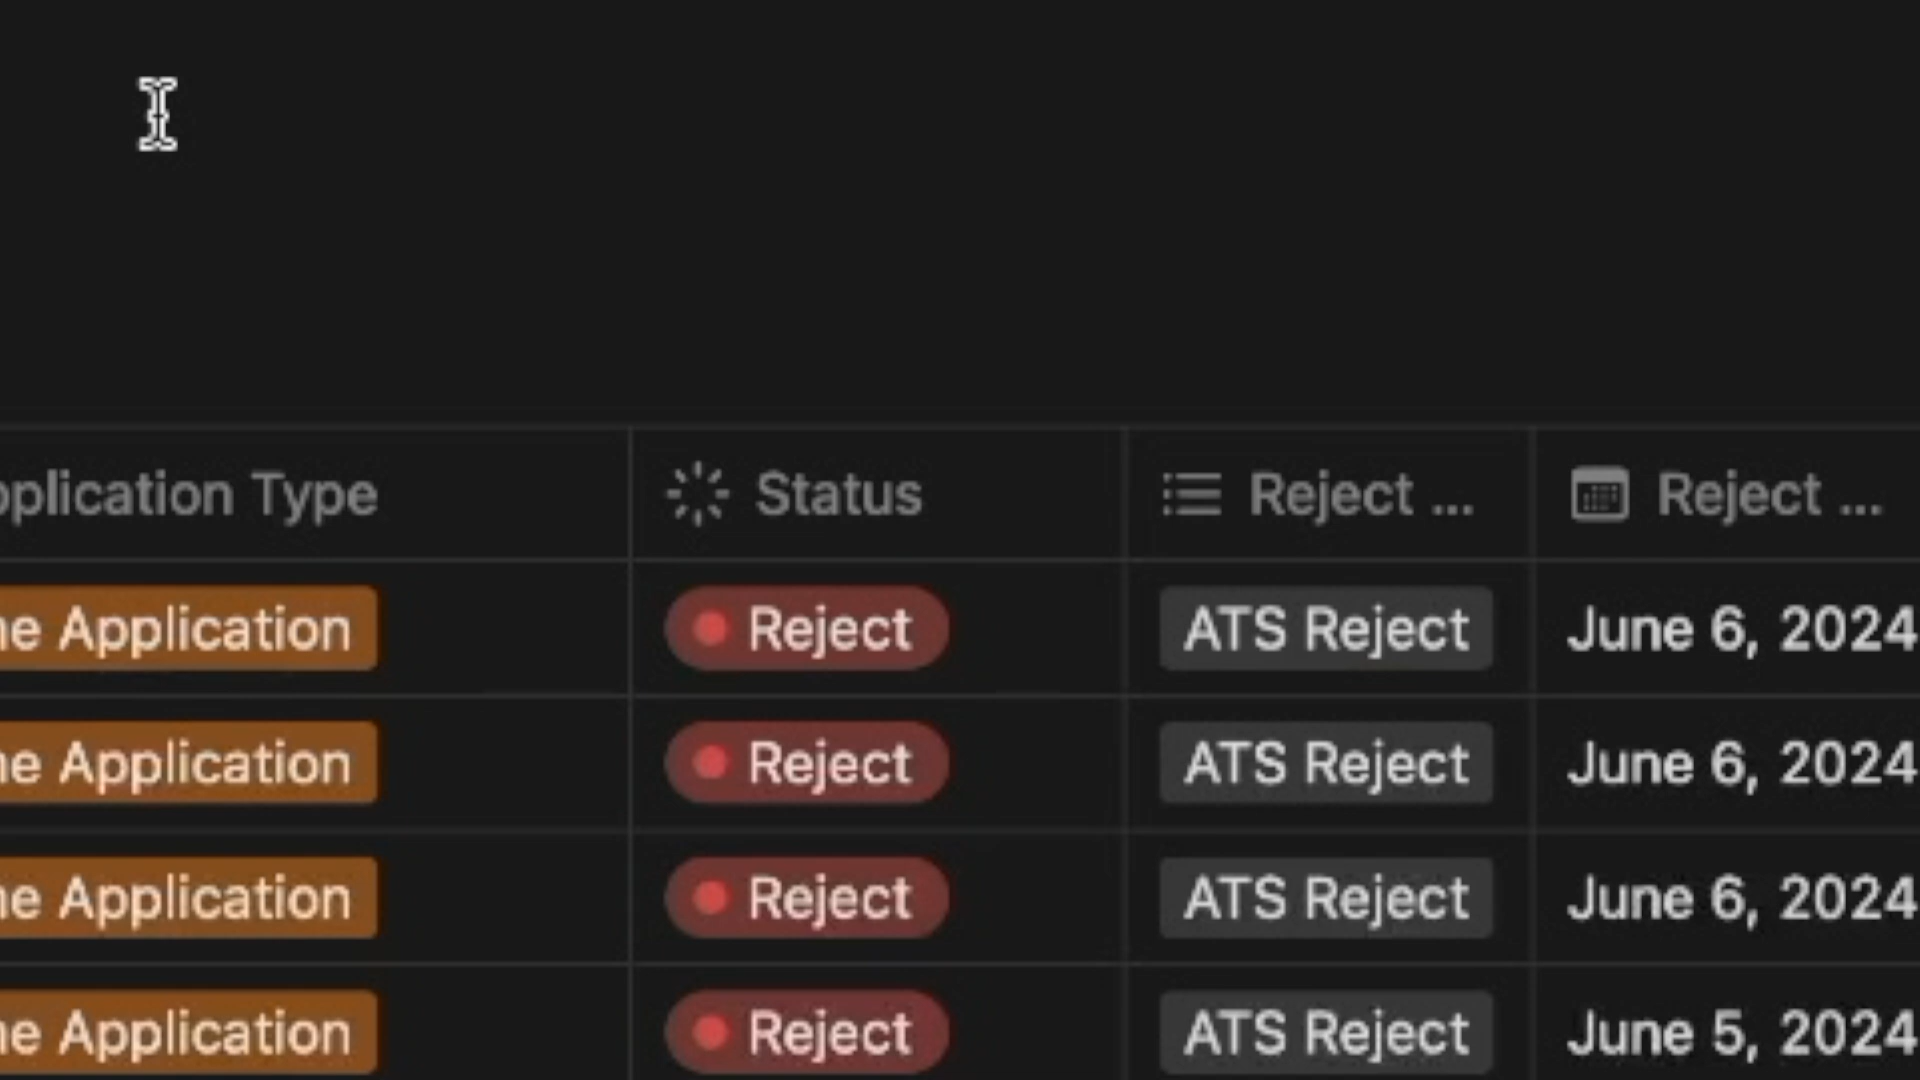 pplication Type Status Reject ... Reject ...
ne Application Reject ATS Reject June 6, 2024
ne Application Reject ATS Reject June 6, 2024
ne Application Reject ATS Reject June 6, 2024
ne Application Reject ATS Reject June 5, 2024